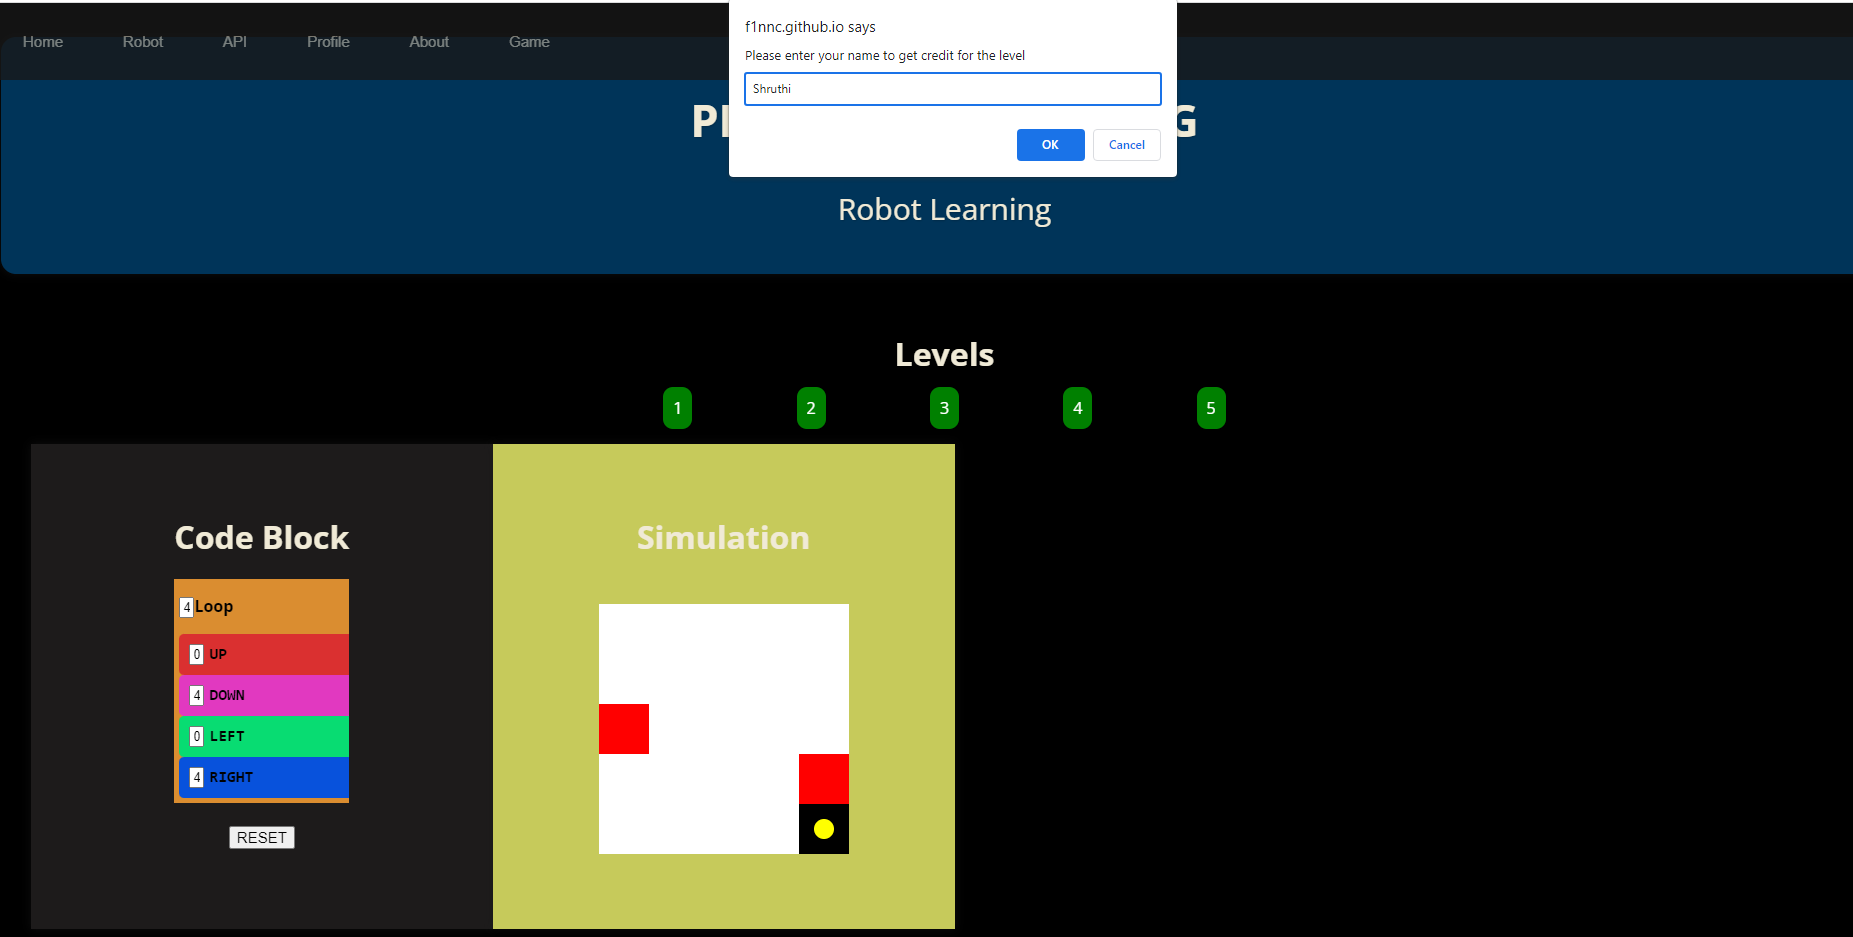 f1nnc.github.io says
Please enter your name to get credit for the level
Shruthi
OK Cancel
Home Robot API Profile About Game
G
Robot Learning
Levels
1 2 3 4 5
Code Block
4 Loop
0 UP
4 DOWN
0 LEFT
4 RIGHT
RESET
Simulation